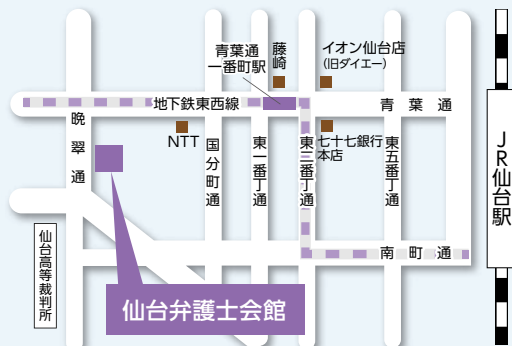 青葉通
一番町駅
藤崎
イオン仙台店
(旧ダイエー)
地下鉄東西線
青葉通
晩翠通
NTT
国分町通
東一番丁通
東三番丁通
七十七銀行
本店
東五番丁通
JR仙台駅
仙台高等裁判所
南町通
仙台弁護士会館